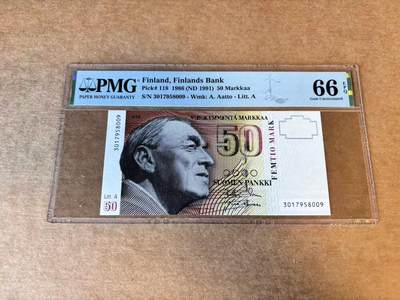 PMG
PAPER MONEY GUARANTY
Finland, Finlands Bank
Pick# 118 1986 (ND 1991) 50 Markkaa
S/N 3017958009 - Wmk: A. Aalto - Litt. A
66 EPQ
Gem Uncirculated
VIISIKYMMENTÄ MARKKAA
50
FEMTIO MARK
SUOMEN PANKKI
3017958009
Litt. A
50
3017958009